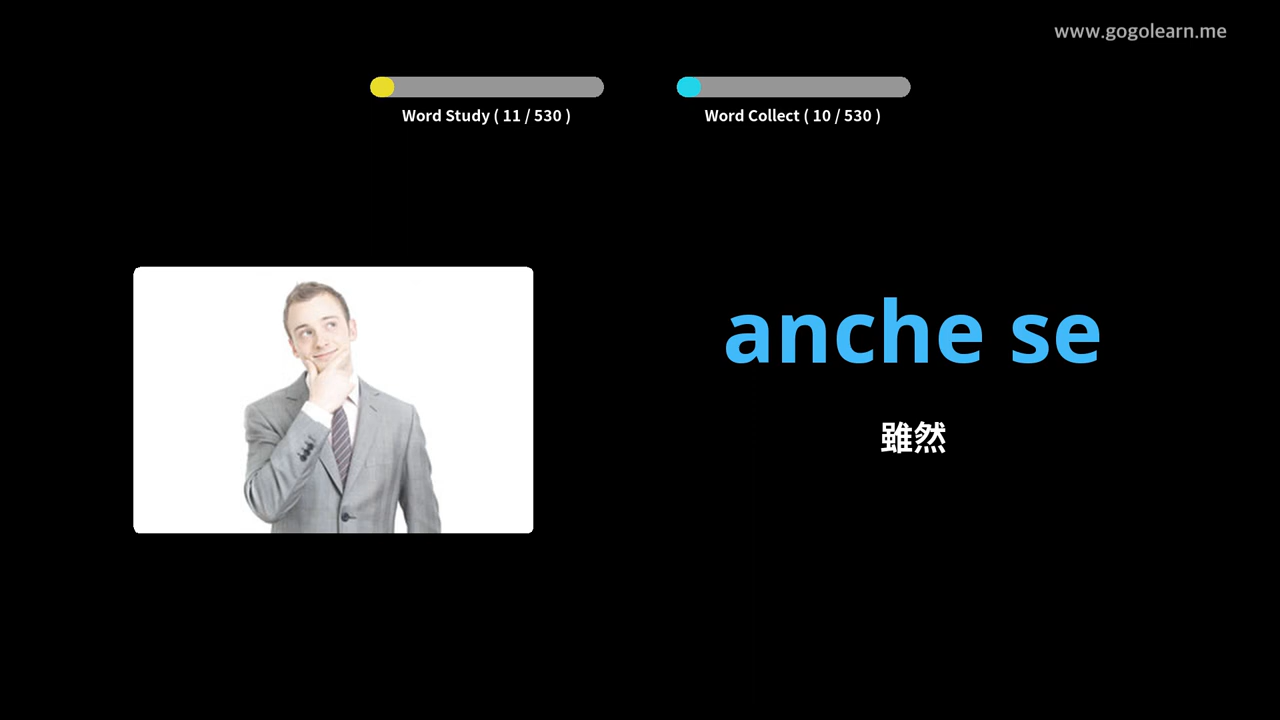 www.gogolearn.me
Word Study ( 11 / 530 )
Word Collect ( 10 / 530 )
anche se
雖然